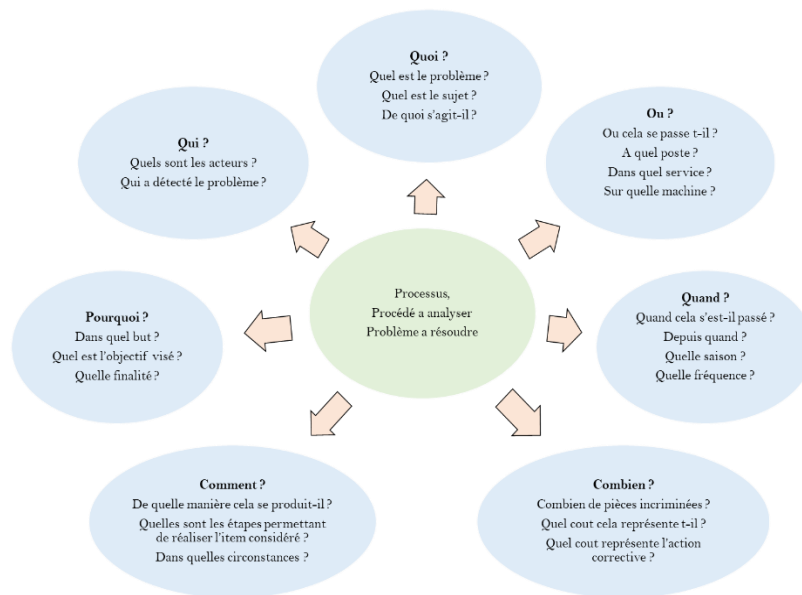 Quoi ?
Quel est le problème ?
Quel est le sujet ?
De quoi s'agit-il ?
Qui ?
Quels sont les acteurs ?
Qui a détecté le problème ?
Ou ?
Ou cela se passe t-il ?
A quel poste ?
Dans quel service ?
Sur quelle machine ?
Processus,
Procédé a analyser
Problème a résoudre
Pourquoi ?
Dans quel but ?
Quel est l'objectif visé ?
Quelle finalité ?
Quand ?
Quand cela s'est-il passé ?
Depuis quand ?
Quelle saison ?
Quelle fréquence ?
Comment ?
De quelle manière cela se produit-il ?
Quelles sont les étapes permettant
de réaliser l'item considéré ?
Dans quelles circonstances ?
Combien ?
Combien de pièces incriminées ?
Quel cout cela représente t-il ?
Quel cout représente l'action
corrective ?